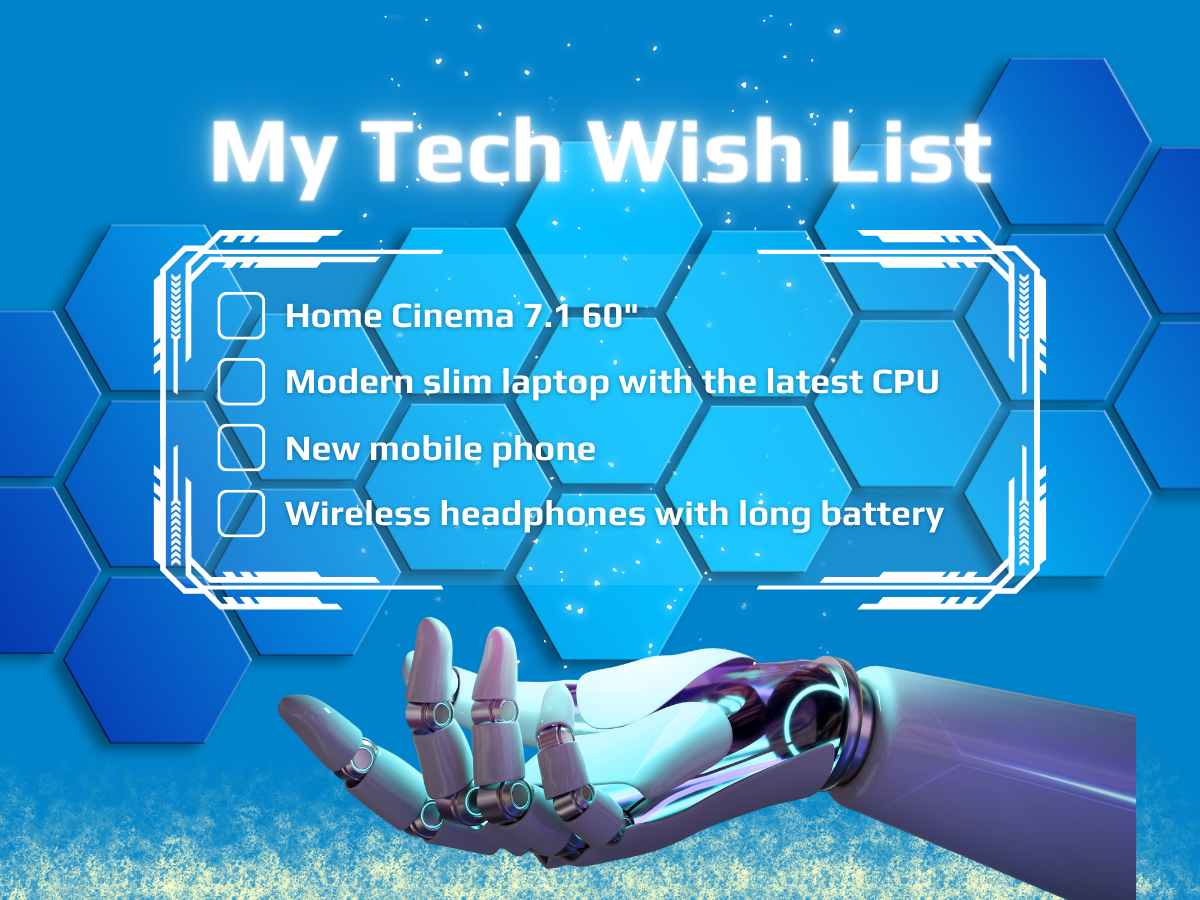 My Tech Wish List
Home Cinema 7.1 60"
Modern slim laptop with the latest CPU
New mobile phone
Wireless headphones with long battery